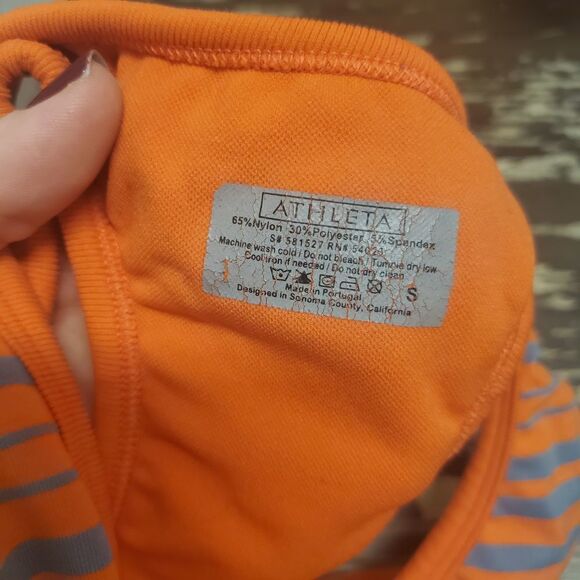 ATHLETA
65%Nylon 30%Polyester 5%Spandex
S# 581527 RN# 54023
Machine wash cold / Do not bleach / Tumble dry low
Cool iron if needed / Do not dry clean
1 S
Made in Portugal
Designed in Sonoma County, California